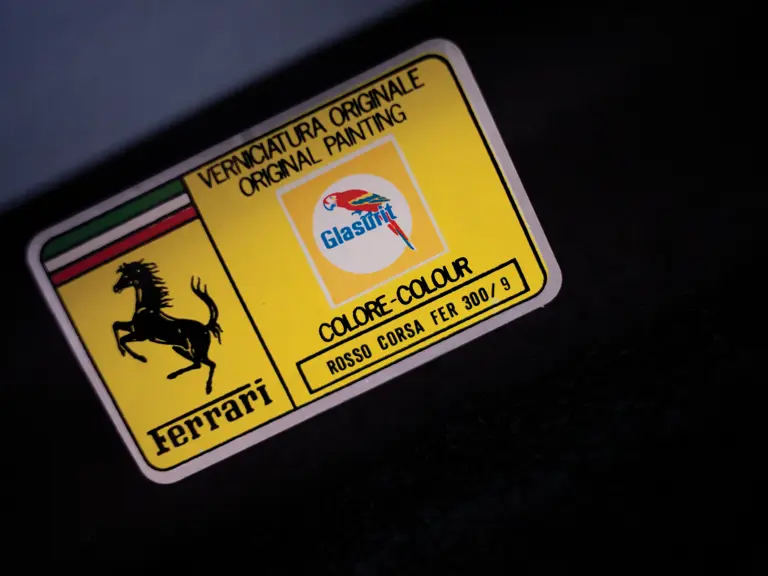 VERNICIATURA ORIGINALE
ORIGINAL PAINTING
Glasurit
COLORE-COLOUR
ROSSO CORSA FER 300/9
Ferrari